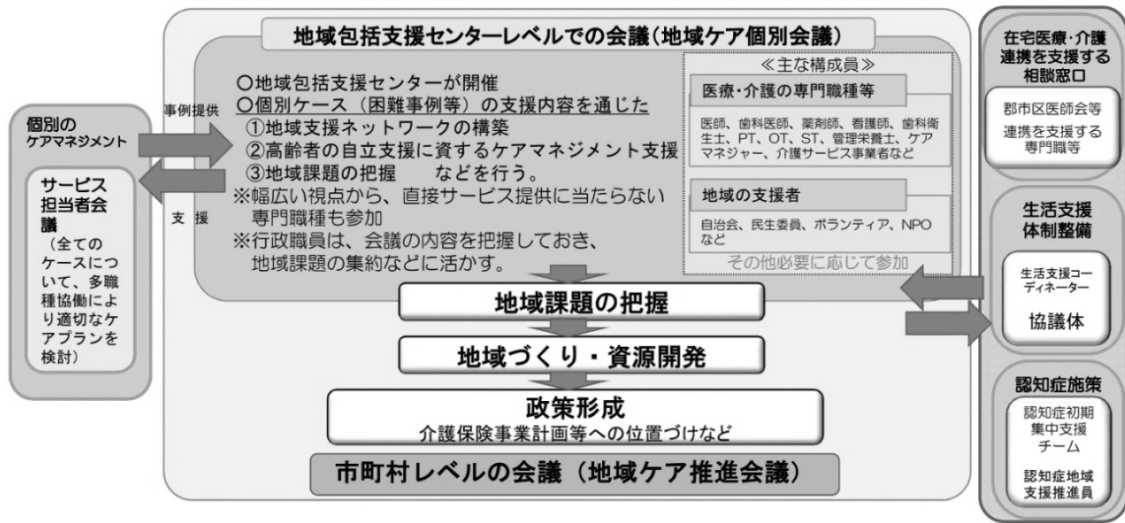 個別の
ケアマネジメント
サービス
担当者会
議
（全ての
ケースにつ
いて、多職
種協働によ
り適切なケ
アプランを
検討）
事例提供
支 援
地域包括支援センターレベルでの会議（地域ケア個別会議）
○地域包括支援センターが開催
○個別ケース（困難事例等）の支援内容を通じた
①地域支援ネットワークの構築
②高齢者の自立支援に資するケアマネジメント支援
③地域課題の把握 などを行う。
※幅広い視点から、直接サービス提供に当たらない
専門職種も参加
※行政職員は、会議の内容を把握しておき、
地域課題の集約などに活かす。
≪主な構成員≫
医療・介護の専門職種等
医師、歯科医師、薬剤師、看護師、歯科衛
生士、PT、OT、ST、管理栄養士、ケア
マネジャー、介護サービス事業者など
地域の支援者
自治会、民生委員、ボランティア、NPO
など
その他必要に応じて参加
地域課題の把握
地域づくり・資源開発
政策形成
介護保険事業計画等への位置づけなど
市町村レベルの会議（地域ケア推進会議）
在宅医療・介護
連携を支援する
相談窓口
郡市区医師会等
連携を支援する
専門職等
生活支援
体制整備
生活支援コー
ディネーター
協議体
認知症施策
認知症初期
集中支援
チーム
認知症地域
支援推進員